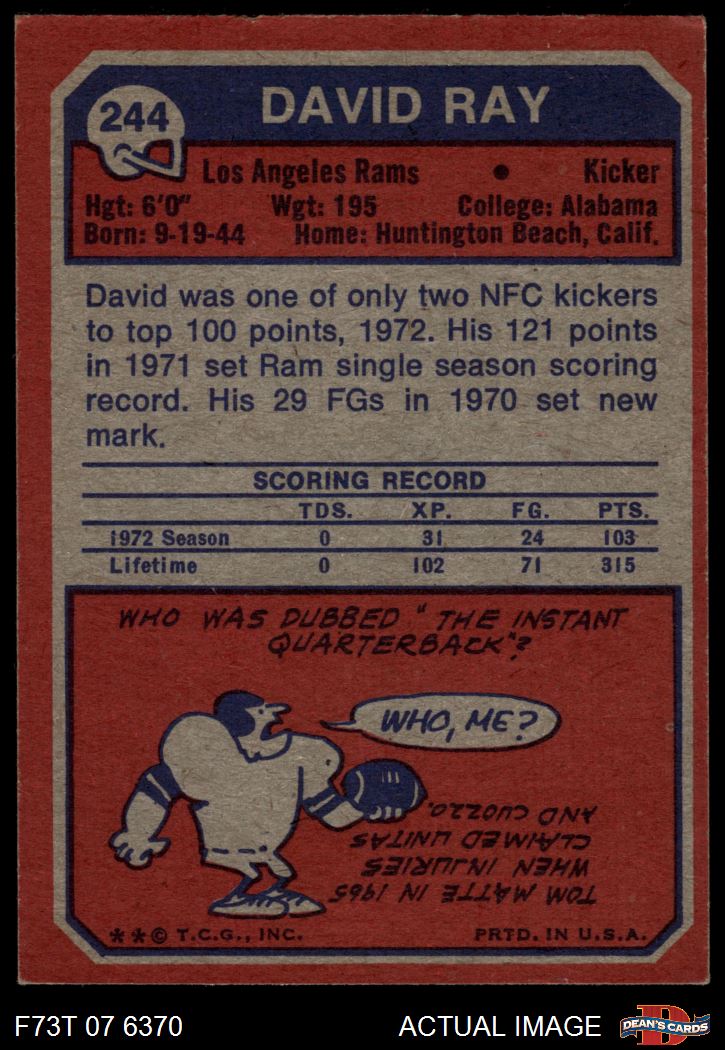 244
DAVID RAY
Los Angeles Rams • Kicker
Hgt: 6'0" Wgt: 195 College: Alabama
Born: 9-19-44 Home: Huntington Beach, Calif.
David was one of only two NFC kickers
to top 100 points, 1972. His 121 points
in 1971 set Ram single season scoring
record. His 29 FGs in 1970 set new
mark.
SCORING RECORD
TDS. XP. FG. PTS.
1972 Season 0 31 24 103
Lifetime 0 102 71 315
WHO WAS DUBBED "THE INSTANT
QUARTERBACK"?
WHO, ME?
TOM MATTE IN 1965
WHEN INJURIES
CLAIMED UNITAS
AND CUOZZO.
**© T.C.G., INC. PRTD. IN U.S.A.
F73T 07 6370 ACTUAL IMAGE
D
DEAN'S CARDS